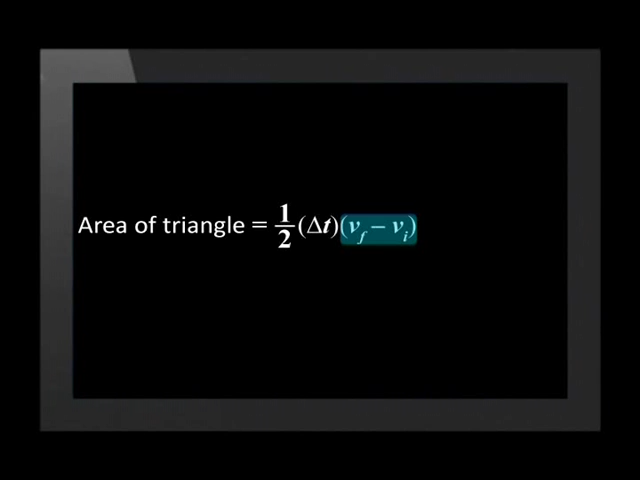 Area of triangle = 1/2 (Δt)(v_f – v_i)